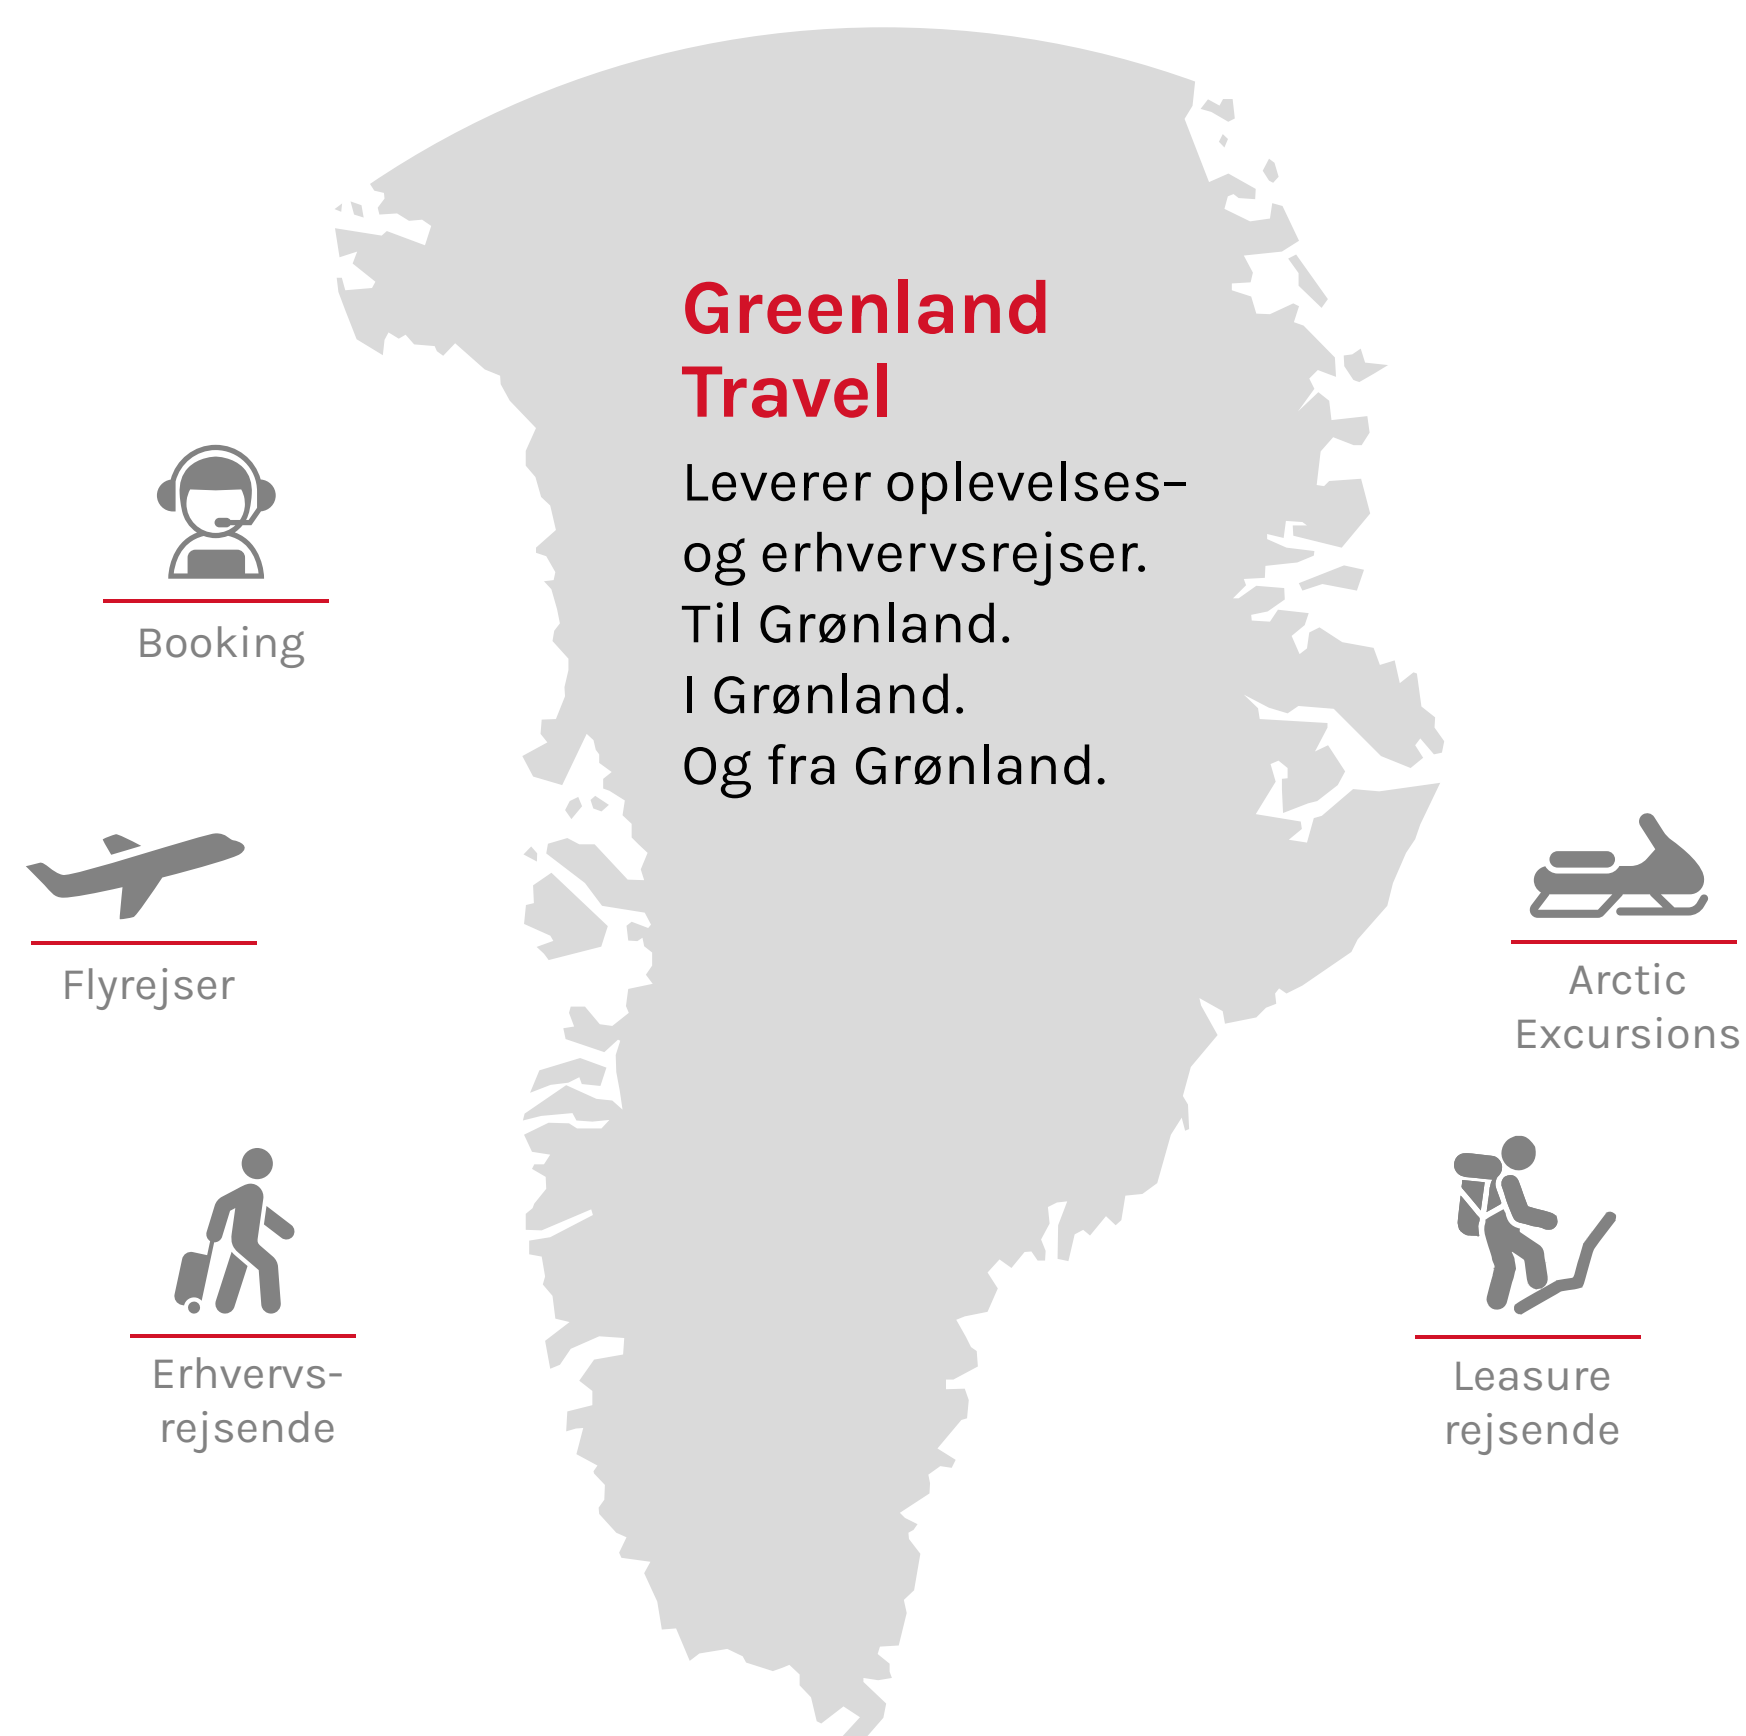 Greenland
Travel
Leverer oplevelses-
og erhvervsrejser.
Til Grønland.
I Grønland.
Og fra Grønland.
Booking
Flyrejser
Erhvervs-
rejsende
Arctic
Excursions
Leasure
rejsende